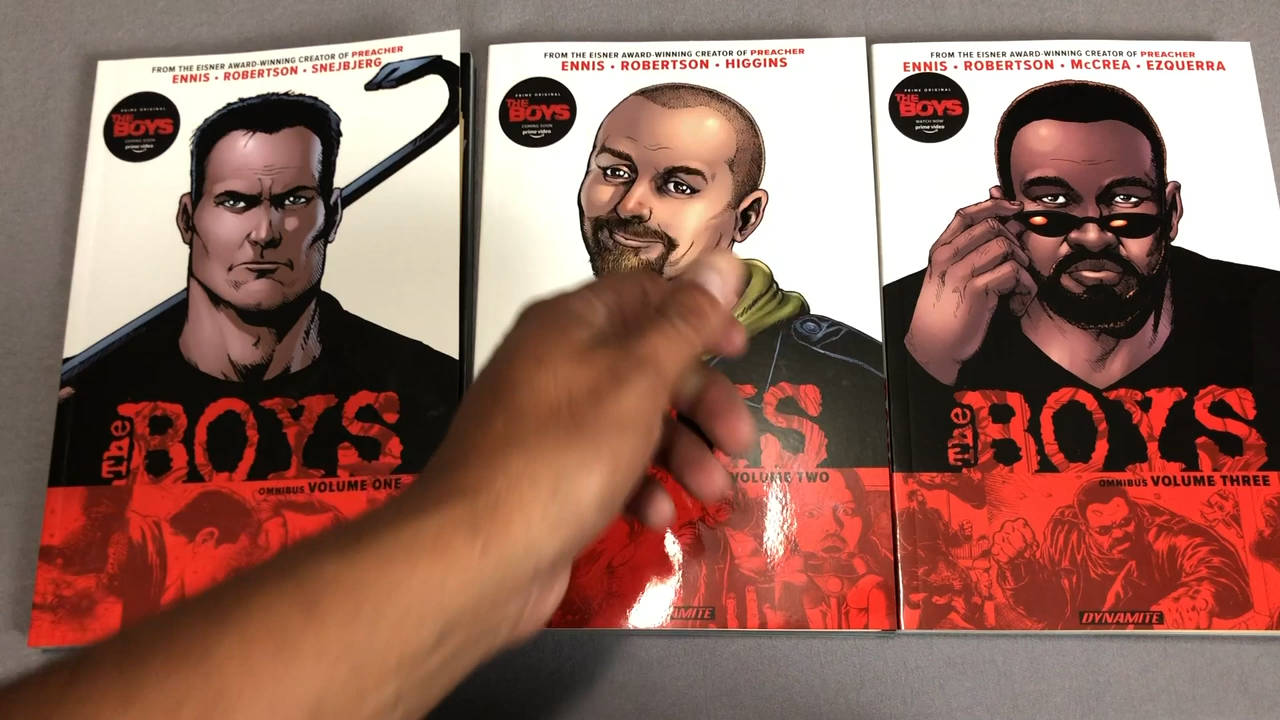 FROM THE EISNER AWARD-WINNING CREATOR OF PREACHER
ENNIS • ROBERTSON • SNEJBJERG
PRIME ORIGINAL
THE BOYS
COMING SOON
prime video
The BOYS
OMNIBUS VOLUME ONE
FROM THE EISNER AWARD-WINNING CREATOR OF PREACHER
ENNIS • ROBERTSON • HIGGINS
PRIME ORIGINAL
THE BOYS
COMING SOON
prime video
YS
VOLUME TWO
MITE
FROM THE EISNER AWARD-WINNING CREATOR OF PREACHER
ENNIS • ROBERTSON • McCREA • EZQUERRA
PRIME ORIGINAL
THE BOYS
WATCH NOW
prime video
The BOYS
OMNIBUS VOLUME THREE
DYNAMITE